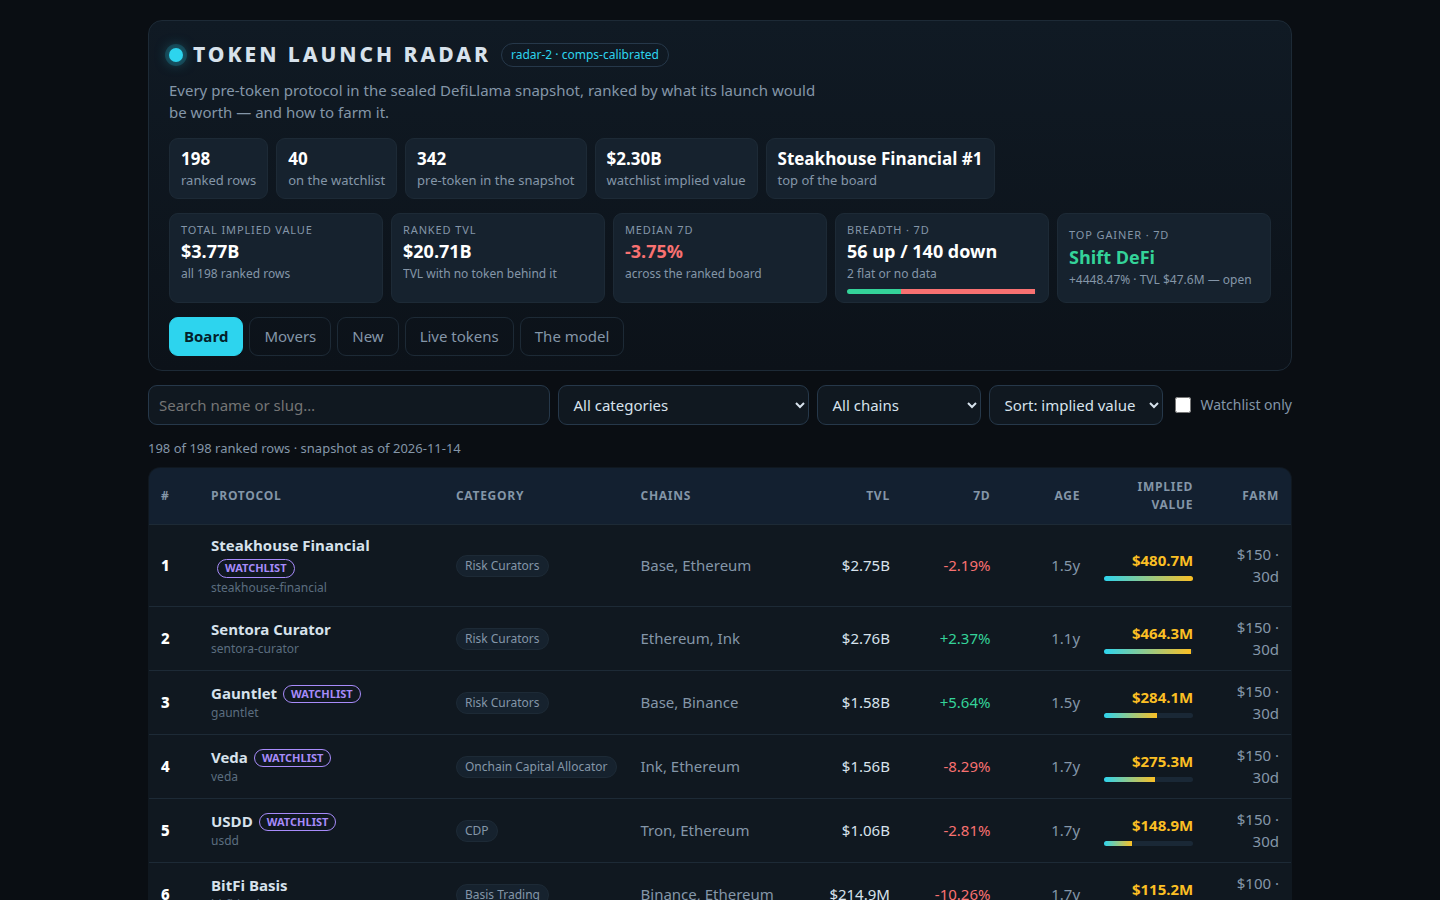 TOKEN LAUNCH RADAR radar-2 · comps-calibrated
Every pre-token protocol in the sealed DefiLlama snapshot, ranked by what its launch would
be worth — and how to farm it.
198
ranked rows
40
on the watchlist
342
pre-token in the snapshot
$2.30B
watchlist implied value
Steakhouse Financial #1
top of the board
TOTAL IMPLIED VALUE
$3.77B
all 198 ranked rows
RANKED TVL
$20.71B
TVL with no token behind it
MEDIAN 7D
-3.75%
across the ranked board
BREADTH · 7D
56 up / 140 down
2 flat or no data
TOP GAINER · 7D
Shift DeFi
+4448.47% · TVL $47.6M — open
Board Movers New Live tokens The model
Search name or slug... All categories All chains Sort: implied value Watchlist only
198 of 198 ranked rows · snapshot as of 2026-11-14
# PROTOCOL CATEGORY CHAINS TVL 7D AGE IMPLIED VALUE FARM
1 Steakhouse Financial WATCHLIST steakhouse-financial Risk Curators Base, Ethereum $2.75B -2.19% 1.5y $480.7M $150 · 30d
2 Sentora Curator sentora-curator Risk Curators Ethereum, Ink $2.76B +2.37% 1.1y $464.3M $150 · 30d
3 Gauntlet WATCHLIST gauntlet Risk Curators Base, Binance $1.58B +5.64% 1.5y $284.1M $150 · 30d
4 Veda WATCHLIST veda Onchain Capital Allocator Ink, Ethereum $1.56B -8.29% 1.7y $275.3M $150 · 30d
5 USDD WATCHLIST usdd CDP Tron, Ethereum $1.06B -2.81% 1.7y $148.9M $150 · 30d
6 BitFi Basis Basis Trading Binance, Ethereum $214.9M -10.26% 1.7y $115.2M $100 ·